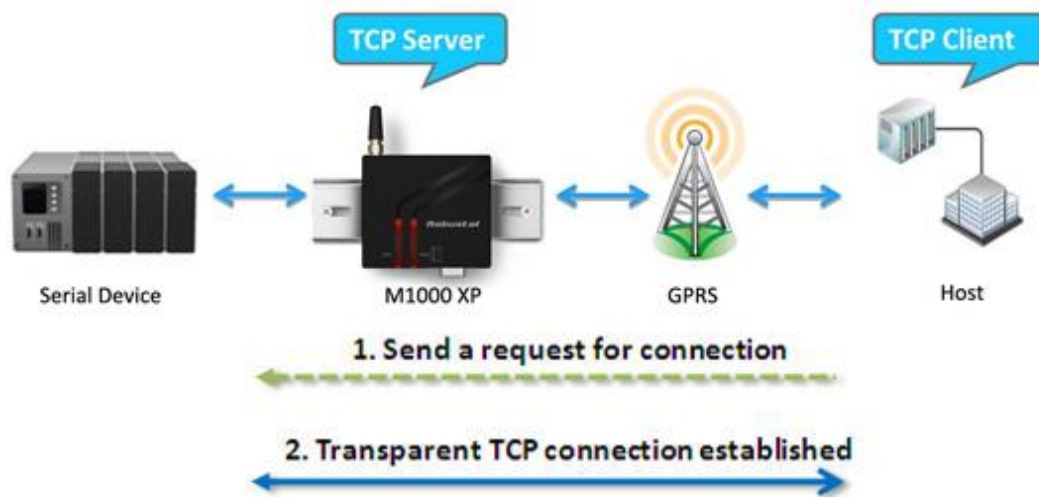 TCP Server
TCP Client
Robustel
Serial Device
M1000 XP
GPRS
Host
1. Send a request for connection
2. Transparent TCP connection established